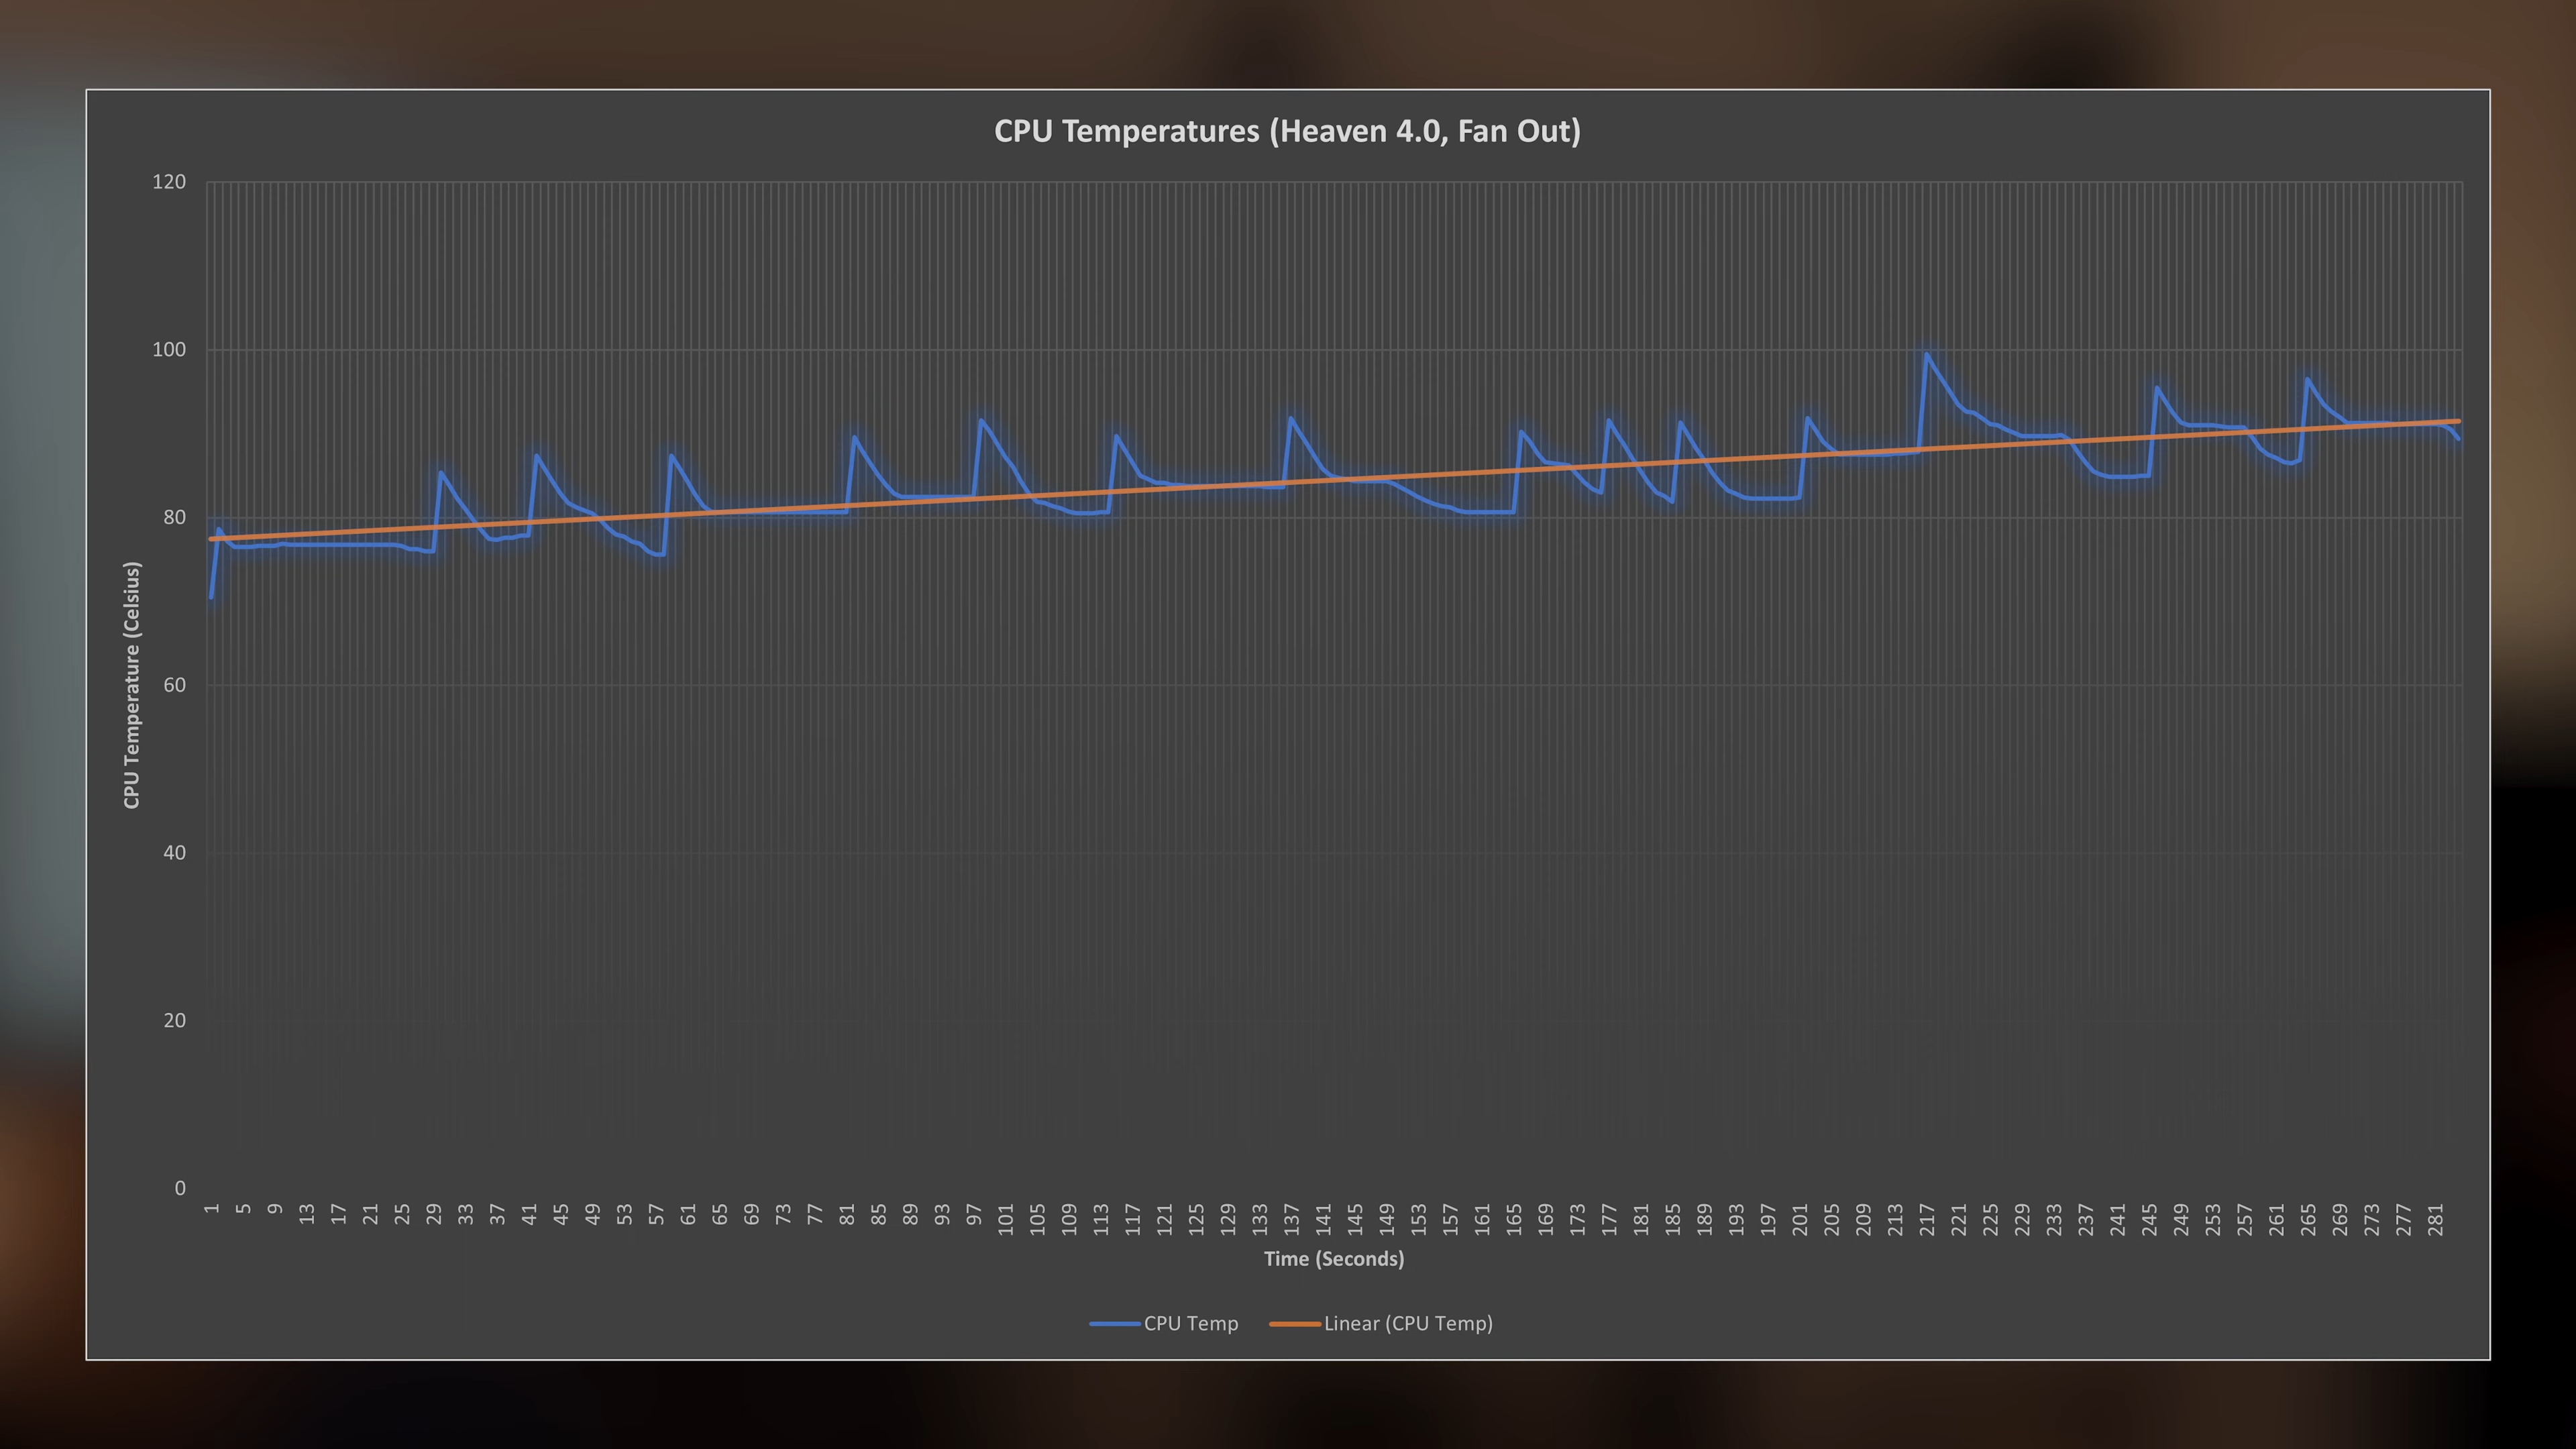 CPU Temperatures (Heaven 4.0, Fan Out)
120
100
80
60
40
20
0
CPU Temperature (Celsius)
1 5 9 13 17 21 25 29 33 37 41 45 49 53 57 61 65 69 73 77 81 85 89 93 97 101 105 109 113 117 121 125 129 133 137 141 145 149 153 157 161 165 169 173 177 181 185 189 193 197 201 205 209 213 217 221 225 229 233 237 241 245 249 253 257 261 265 269 273 277 281
Time (Seconds)
CPU Temp Linear (CPU Temp)